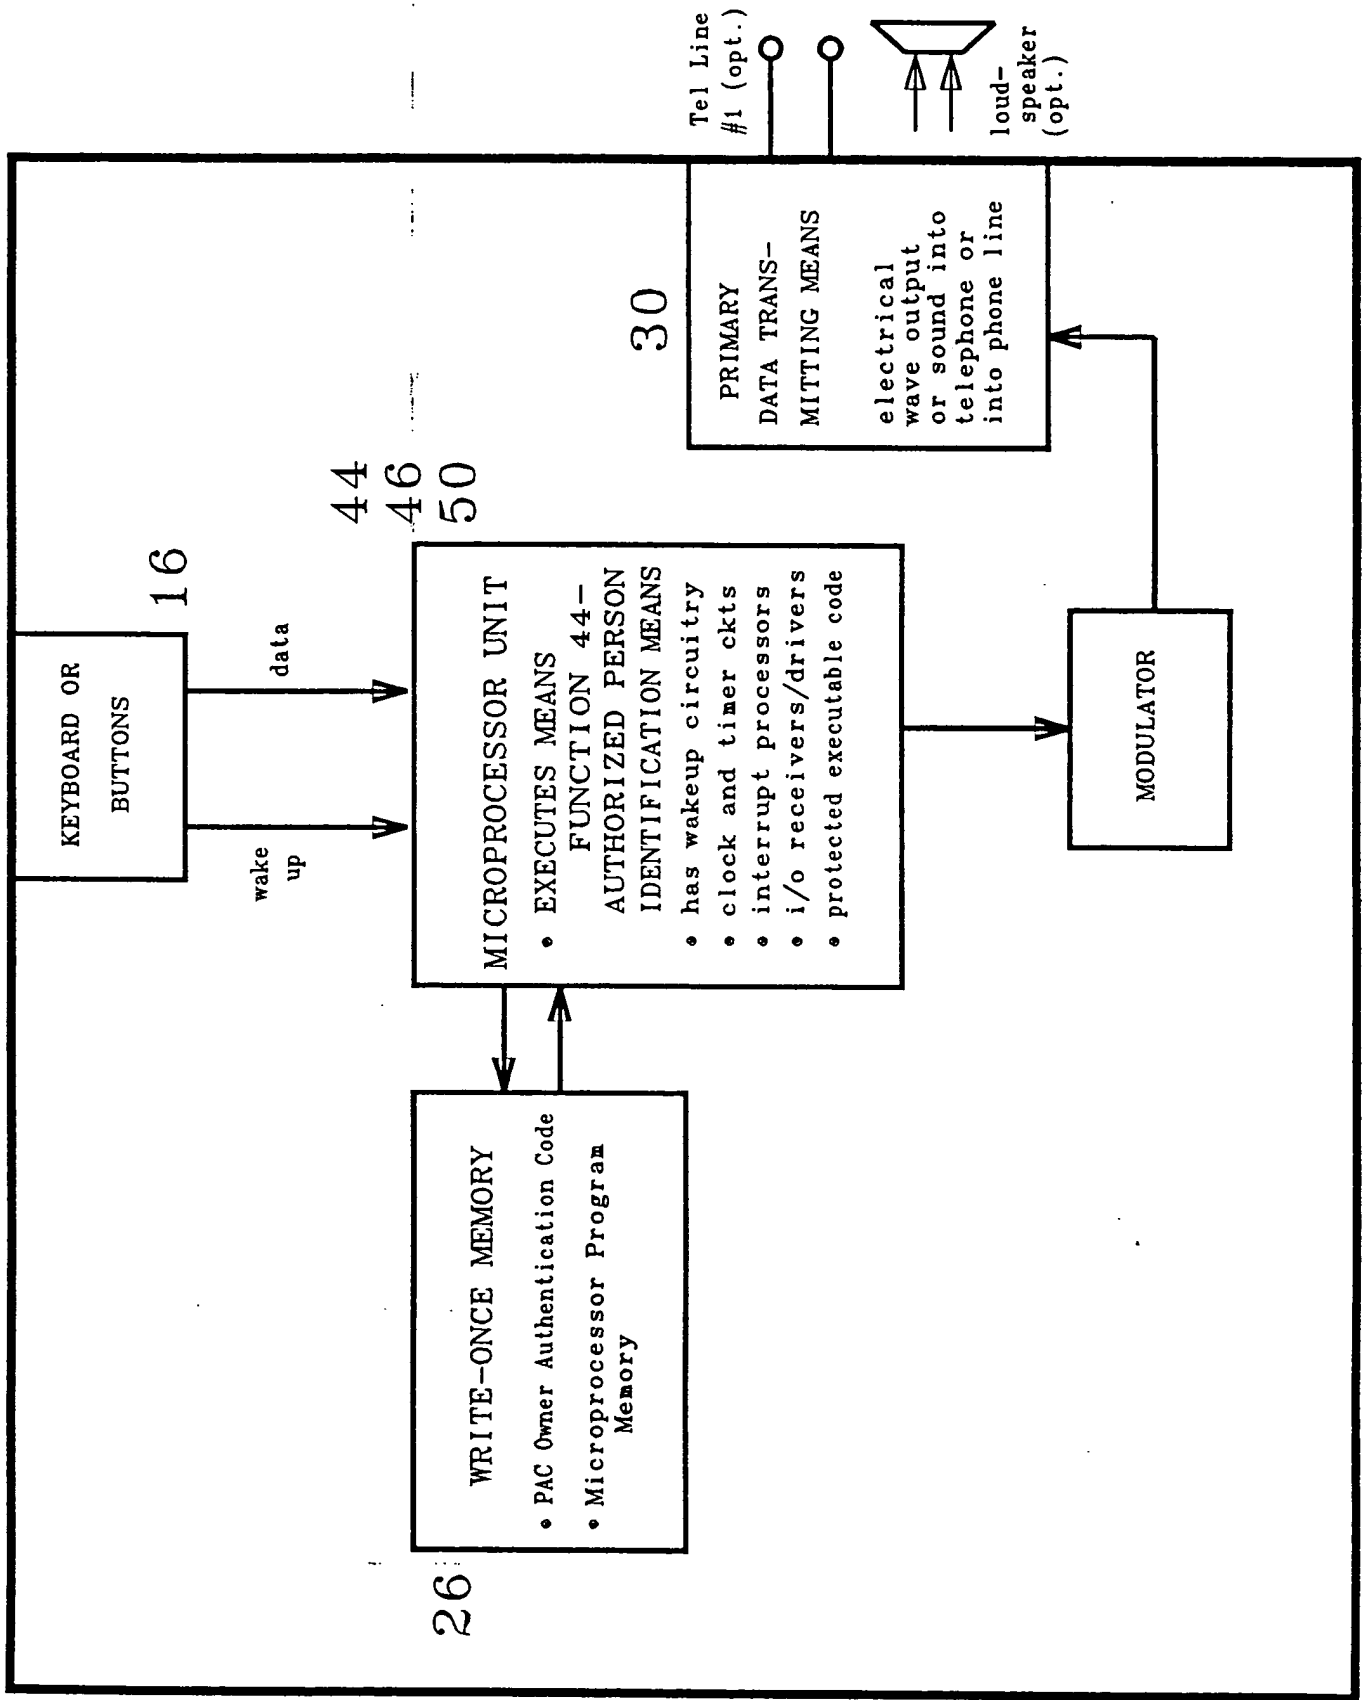 KEYBOARD OR
BUTTONS
16
wake
up
data
44
46
50
26
WRITE-ONCE MEMORY
• PAC Owner Authentication Code
• Microprocessor Program
Memory
MICROPROCESSOR UNIT
• EXECUTES MEANS
FUNCTION 44-
AUTHORIZED PERSON
IDENTIFICATION MEANS
• has wakeup circuitry
• clock and timer ckts
• interrupt processors
• i/o receivers/drivers
• protected executable code
30
PRIMARY
DATA TRANS-
MITTING MEANS
electrical
wave output
or sound into
telephone or
into phone line
Tel Line
#1 (opt.)
loud-
speaker
(opt.)
MODULATOR